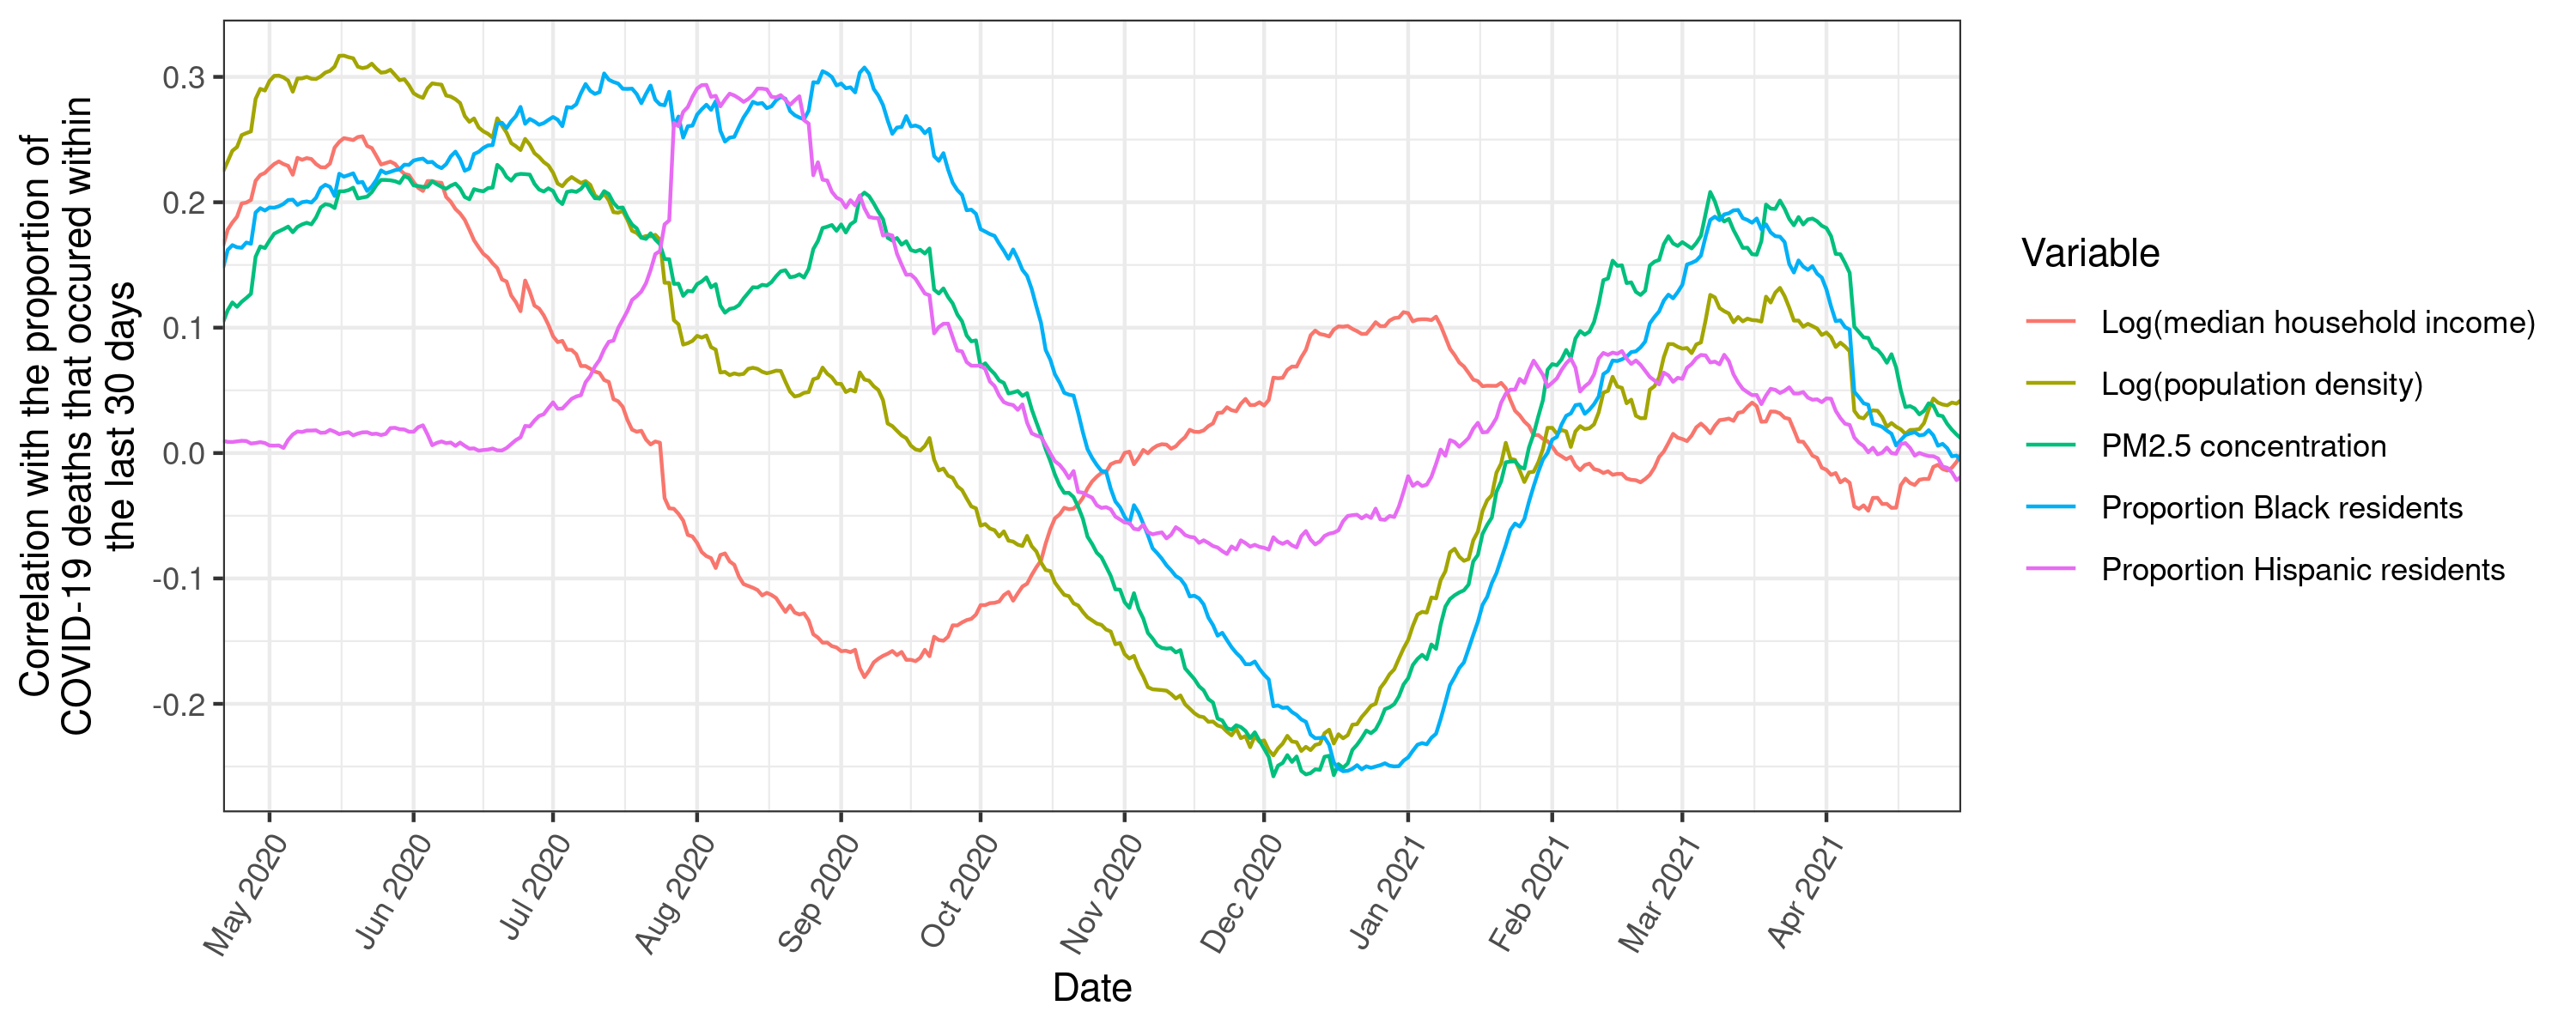 Correlation with the proportion of
COVID-19 deaths that occured within
the last 30 days
0.3
0.2
0.1
0.0
-0.1
-0.2
May 2020
Jun 2020
Jul 2020
Aug 2020
Sep 2020
Oct 2020
Nov 2020
Dec 2020
Jan 2021
Feb 2021
Mar 2021
Apr 2021
Date
Variable
Log(median household income)
Log(population density)
PM2.5 concentration
Proportion Black residents
Proportion Hispanic residents